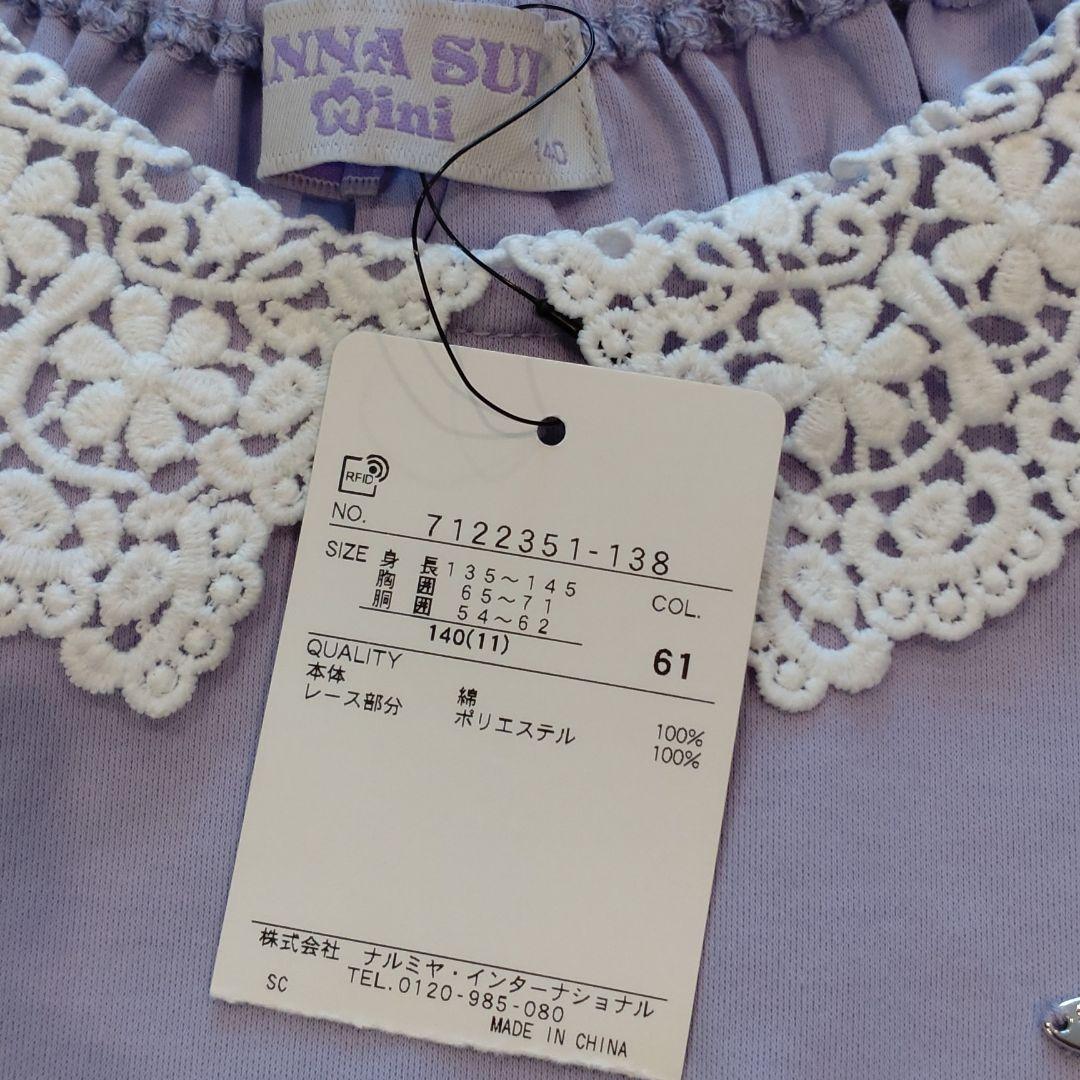 ANNA SUI
Mini
140
RFID
NO. 7122351-138
SIZE 身長 135～145
胸囲 65～71
胴囲 54～62
140(11)
COL.
61
QUALITY
本体 綿 100%
レース部分 ポリエステル 100%
株式会社 ナルミヤ・インターナショナル
TEL.0120-985-080
SC
MADE IN CHINA